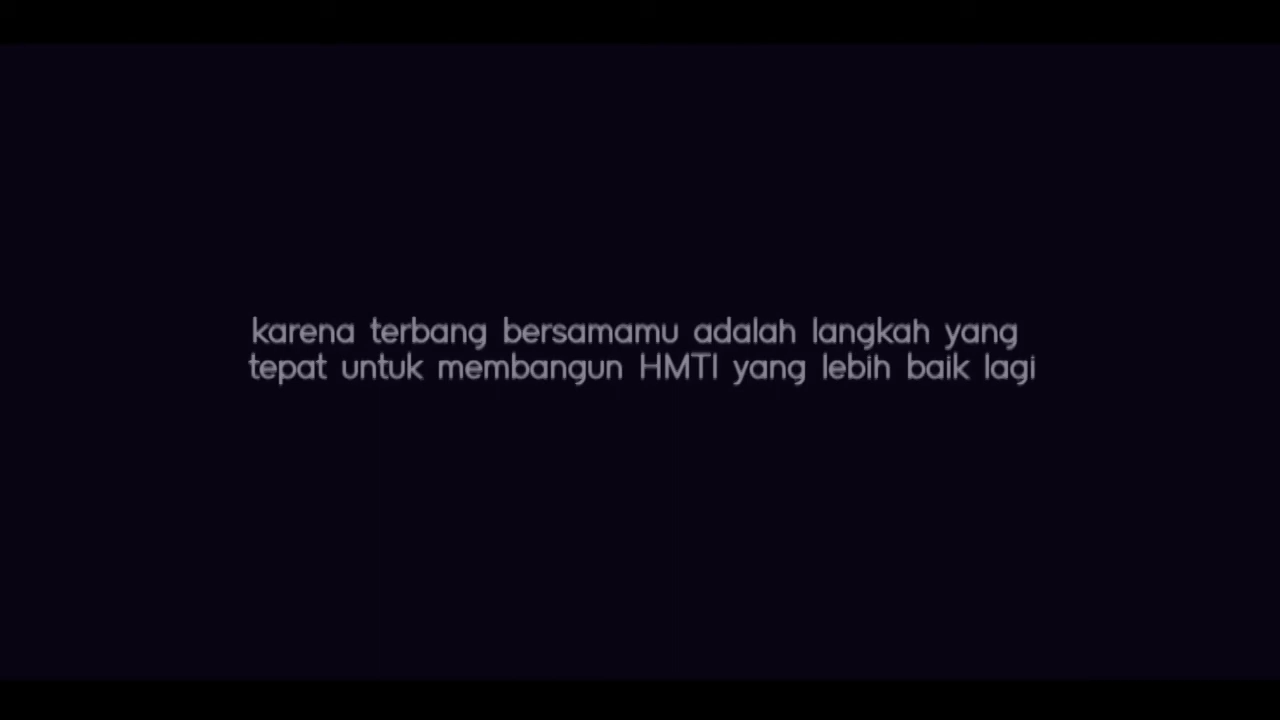 karena terbang bersamamu adalah langkah yang
tepat untuk membangun HMTI yang lebih baik lagi